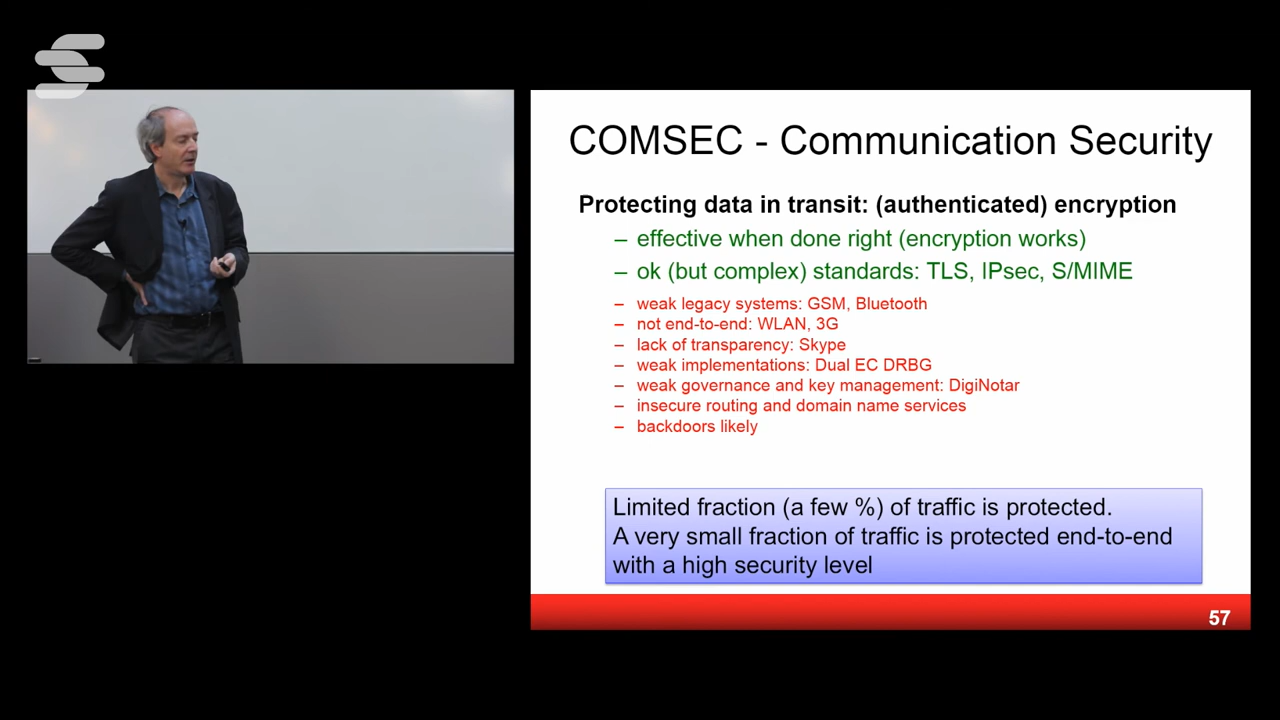 COMSEC - Communication Security
Protecting data in transit: (authenticated) encryption
– effective when done right (encryption works)
– ok (but complex) standards: TLS, IPsec, S/MIME
– weak legacy systems: GSM, Bluetooth
– not end-to-end: WLAN, 3G
– lack of transparency: Skype
– weak implementations: Dual EC DRBG
– weak governance and key management: DigiNotar
– insecure routing and domain name services
– backdoors likely
Limited fraction (a few %) of traffic is protected.
A very small fraction of traffic is protected end-to-end
with a high security level
57